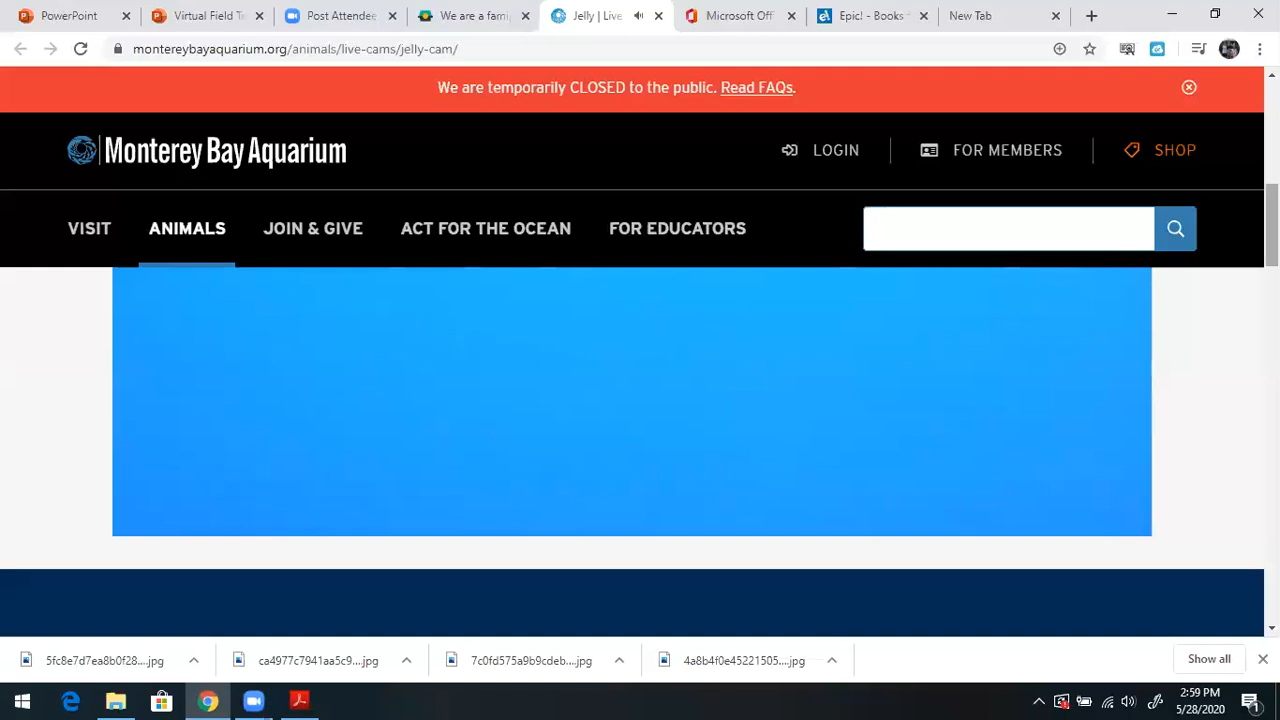 PowerPoint
Virtual Field T
Post Attendee
We are a fami
Jelly | Live
Microsoft Off
Epic! - Books
New Tab
montereybayaquarium.org/animals/live-cams/jelly-cam/
We are temporarily CLOSED to the public. Read FAQs.
Monterey Bay Aquarium
LOGIN
FOR MEMBERS
SHOP
VISIT
ANIMALS
JOIN & GIVE
ACT FOR THE OCEAN
FOR EDUCATORS
5fc8e7d7ea8b0f28....jpg
ca4977c7941aa5c9....jpg
7c0fd575a9b9cdeb....jpg
4a8b4f0e45221505....jpg
Show all
2:59 PM
5/28/2020
1